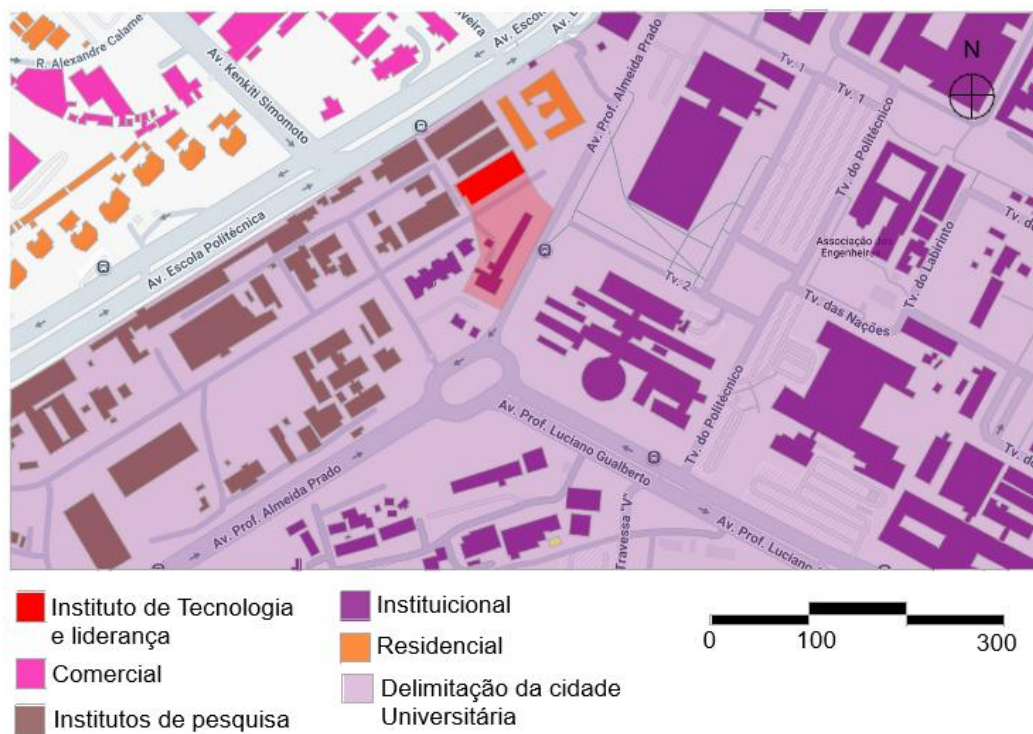 R. Alexandre Calame
Av. Kenkiti Simomoto
Av. Escola Politécnica
Av. Prof. Almeida Prado
N
Tv. 1
Tv. 1
Tv. do Politécnico
Associação dos
Engenheiros
Tv. do Labirinto
Tv. 2
Tv. das Nações
Tv. do Politécnico
Av. Prof. Luciano Gualberto
Av. Prof. Almeida Prado
Travessa "V"
Av. Prof. Luciano
Instituto de Tecnologia
e liderança
Comercial
Institutos de pesquisa
Instituicional
Residencial
Delimitação da cidade
Universitária
0 100 300